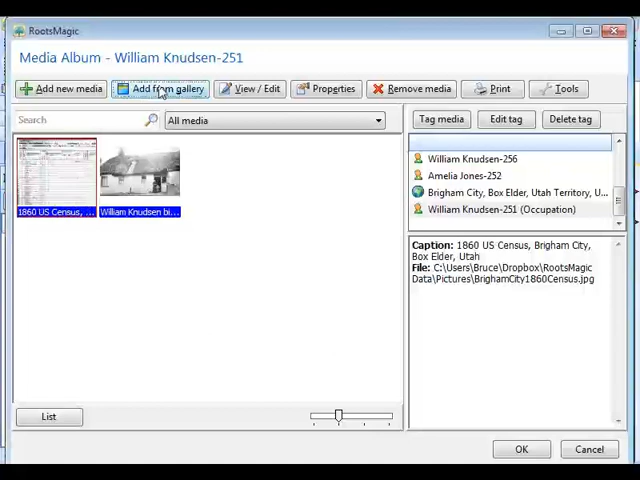 RootsMagic
Media Album - William Knudsen-251
Add new media
Add from gallery
View / Edit
Properties
Remove media
Print
Tools
Search
All media
Tag media
Edit tag
Delete tag
William Knudsen-256
Amelia Jones-252
Brigham City, Box Elder, Utah Territory, U...
William Knudsen-251 (Occupation)
1860 US Census, ...
William Knudsen bi...
Caption: 1860 US Census, Brigham City,
Box Elder, Utah
File: C:\Users\Bruce\Dropbox\RootsMagic
Data\Pictures\BrighamCity1860Census.jpg
List
OK
Cancel